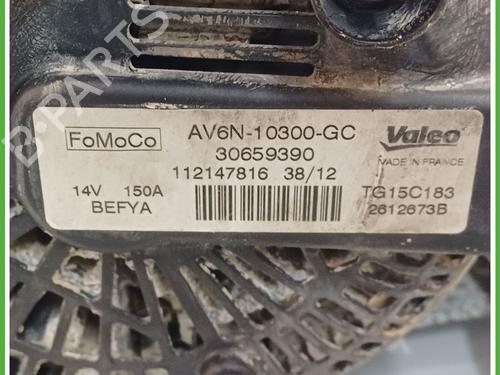 B-PARTS
FoMoCo
AV6N-10300-GC
30659390
112147816 38/12
14V 150A
BEFYA
Valeo
MADE IN FRANCE
TG15C183
2612673B